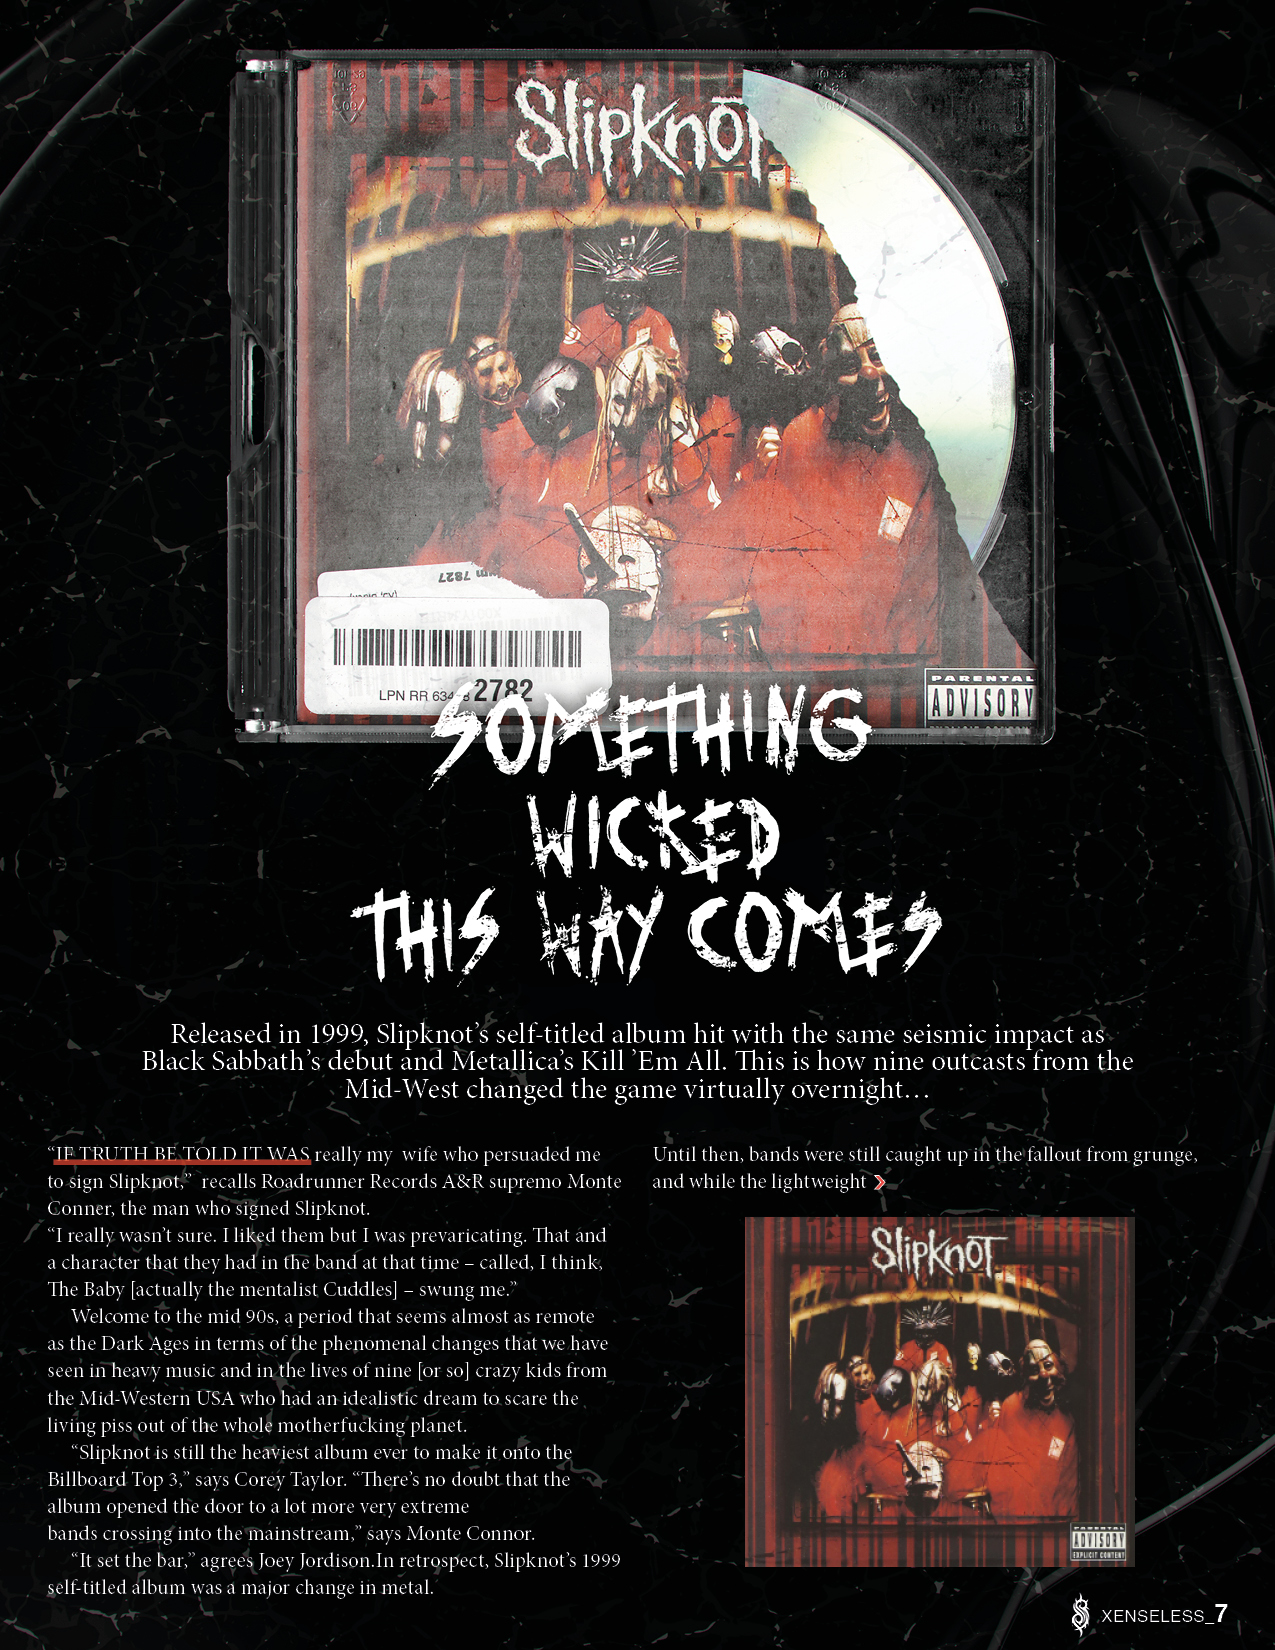 Slipknot
7827
LPN RR 634
2782
PARENTAL
ADVISORY
SOMETHING
WICKED
THIS WAY COMES
Released in 1999, Slipknot’s self-titled album hit with the same seismic impact as
Black Sabbath’s debut and Metallica’s Kill ’Em All. This is how nine outcasts from the
Mid-West changed the game virtually overnight…
“IF TRUTH BE TOLD IT WAS really my wife who persuaded me
to sign Slipknot,” recalls Roadrunner Records A&R supremo Monte
Conner, the man who signed Slipknot.
“I really wasn’t sure. I liked them but I was prevaricating. That and
a character that they had in the band at that time – called, I think,
The Baby [actually the mentalist Cuddles] – swung me.”
Welcome to the mid 90s, a period that seems almost as remote
as the Dark Ages in terms of the phenomenal changes that we have
seen in heavy music and in the lives of nine [or so] crazy kids from
the Mid-Western USA who had an idealistic dream to scare the
living piss out of the whole motherfucking planet.
“Slipknot is still the heaviest album ever to make it onto the
Billboard Top 3,” says Corey Taylor. “There’s no doubt that the
album opened the door to a lot more very extreme
bands crossing into the mainstream,” says Monte Connor.
“It set the bar,” agrees Joey Jordison.In retrospect, Slipknot’s 1999
self-titled album was a major change in metal.
Until then, bands were still caught up in the fallout from grunge,
and while the lightweight
Slipknot
PARENTAL
ADVISORY
EXPLICIT CONTENT
XENSELESS_7